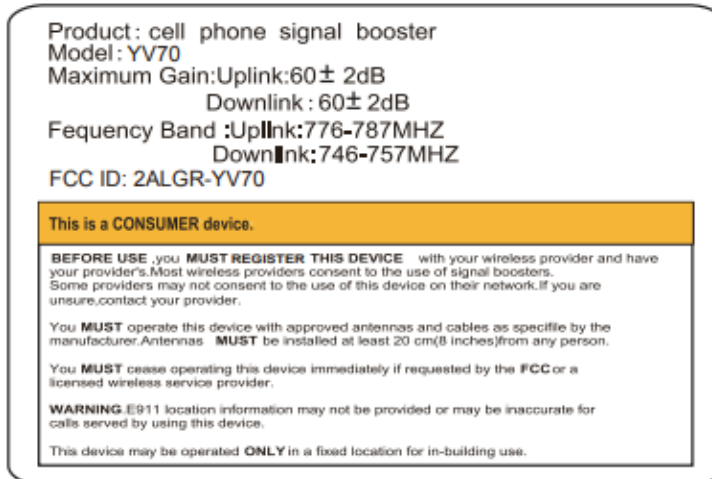 Product: cell phone signal booster
Model: YV70
Maximum Gain:Uplink:60± 2dB
Downlink : 60± 2dB
Fequency Band :Uplink:776-787MHZ
Downlink:746-757MHZ
FCC ID: 2ALGR-YV70
This is a CONSUMER device.
BEFORE USE ,you MUST REGISTER THIS DEVICE with your wireless provider and have
your provider's.Most wireless providers consent to the use of signal boosters.
Some providers may not consent to the use of this device on their network.If you are
unsure,contact your provider.
You MUST operate this device with approved antennas and cables as specifile by the
manufacturer.Antennas MUST be installed at least 20 cm(8 inches)from any person.
You MUST cease operating this device immediately if requested by the FCC or a
licensed wireless service provider.
WARNING.E911 location information may not be provided or may be inaccurate for
calls served by using this device.
This device may be operated ONLY in a fixed location for in-building use.